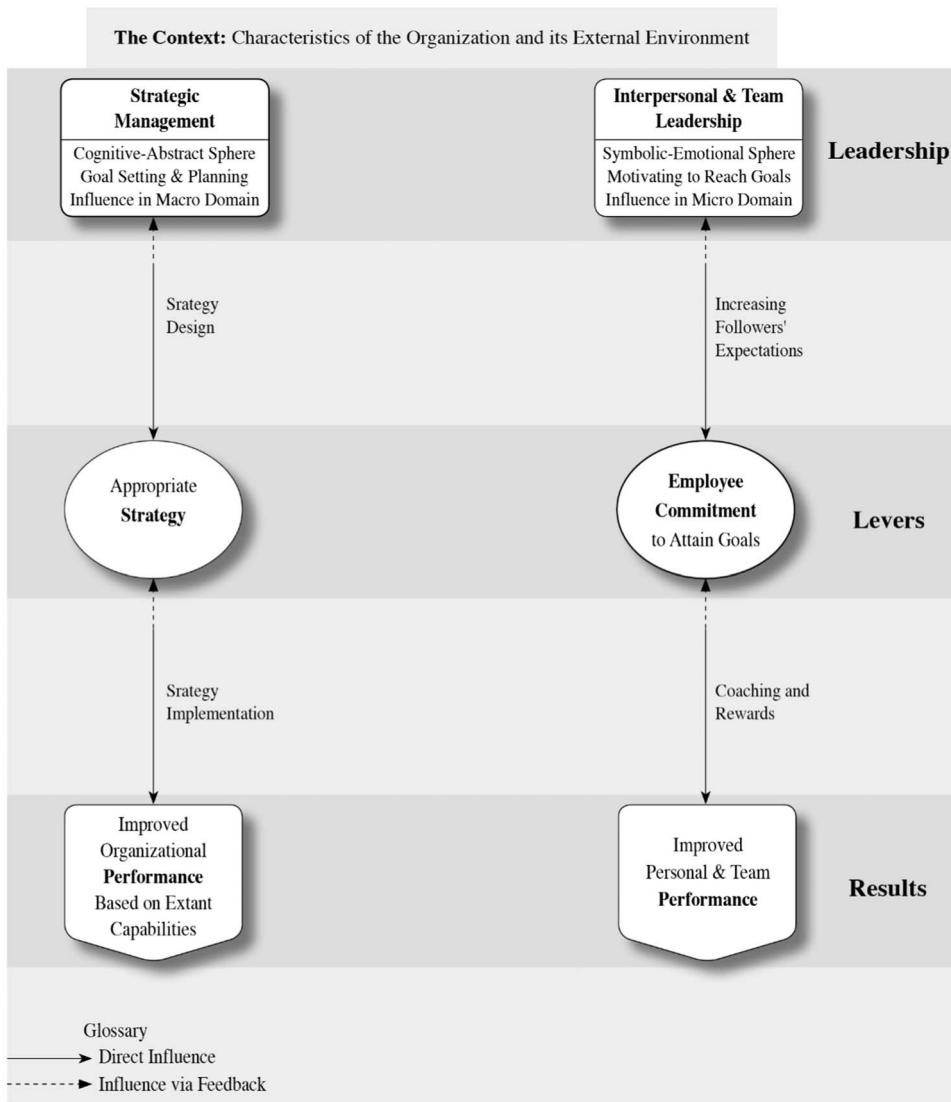 The Context: Characteristics of the Organization and its External Environment
Strategic
Management
Cognitive-Abstract Sphere
Goal Setting & Planning
Influence in Macro Domain
Interpersonal & Team
Leadership
Symbolic-Emotional Sphere
Motivating to Reach Goals
Influence in Micro Domain
Leadership
Srategy
Design
Increasing
Followers'
Expectations
Appropriate
Strategy
Employee
Commitment
to Attain Goals
Levers
Srategy
Implementation
Coaching and
Rewards
Improved
Organizational
Performance
Based on Extant
Capabilities
Improved
Personal & Team
Performance
Results
Glossary
Direct Influence
Influence via Feedback